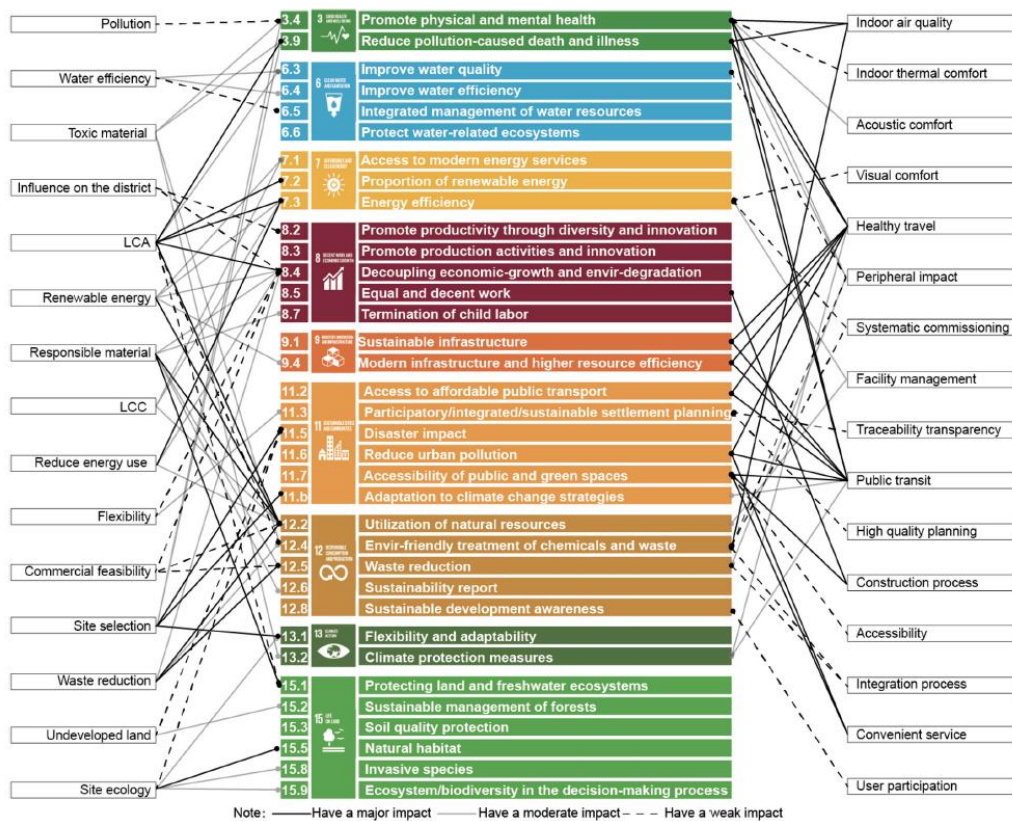 Pollution
Water efficiency
Toxic material
Influence on the district
LCA
Renewable energy
Responsible material
LCC
Reduce energy use
Flexibility
Commercial feasibility
Site selection
Waste reduction
Undeveloped land
Site ecology
3
3.4 Promote physical and mental health
3.9 Reduce pollution-caused death and illness
6
6.3 Improve water quality
6.4 Improve water efficiency
6.5 Integrated management of water resources
6.6 Protect water-related ecosystems
7
7.1 Access to modern energy services
7.2 Proportion of renewable energy
7.3 Energy efficiency
8
8.2 Promote productivity through diversity and innovation
8.3 Promote production activities and innovation
8.4 Decoupling economic-growth and envir-degradation
8.5 Equal and decent work
8.7 Termination of child labor
9
9.1 Sustainable infrastructure
9.4 Modern infrastructure and higher resource efficiency
11
11.2 Access to affordable public transport
11.3 Participatory/integrated/sustainable settlement planning
11.5 Disaster impact
11.6 Reduce urban pollution
11.7 Accessibility of public and green spaces
11.b Adaptation to climate change strategies
12
12.2 Utilization of natural resources
12.4 Envir-friendly treatment of chemicals and waste
12.5 Waste reduction
12.6 Sustainability report
12.8 Sustainable development awareness
13
13.1 Flexibility and adaptability
13.2 Climate protection measures
15
15.1 Protecting land and freshwater ecosystems
15.2 Sustainable management of forests
15.3 Soil quality protection
15.5 Natural habitat
15.8 Invasive species
15.9 Ecosystem/biodiversity in the decision-making process
Indoor air quality
Indoor thermal comfort
Acoustic comfort
Visual comfort
Healthy travel
Peripheral impact
Systematic commissioning
Facility management
Traceability transparency
Public transit
High quality planning
Construction process
Accessibility
Integration process
Convenient service
User participation
Note: Have a major impact Have a moderate impact Have a weak impact